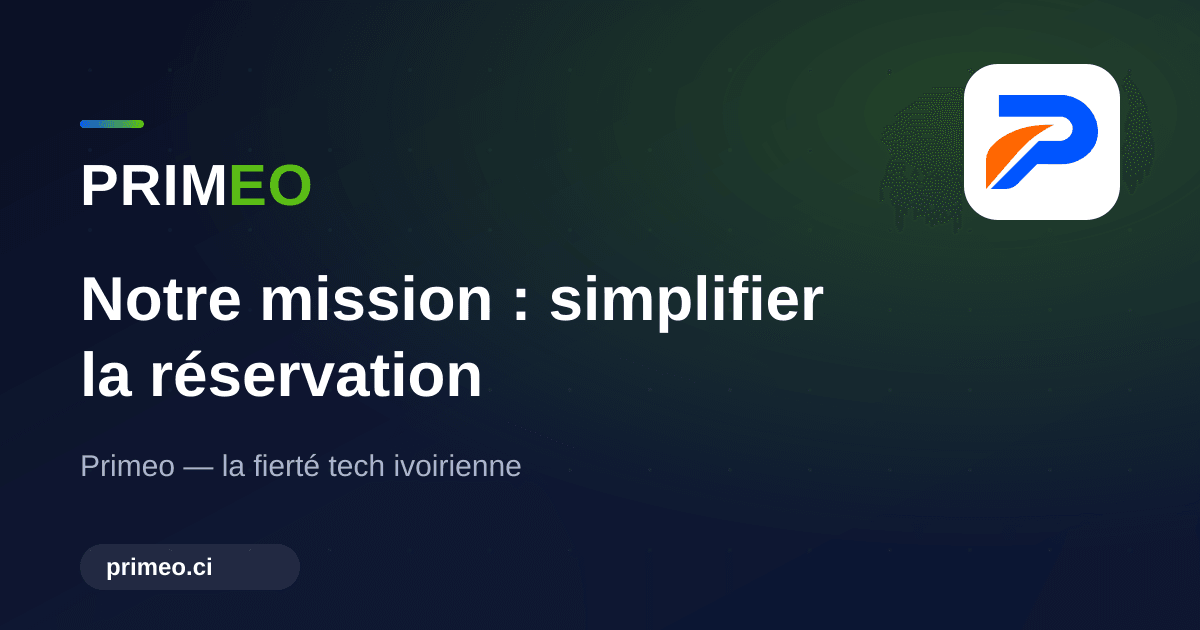 PRIMEO
Notre mission : simplifier
la réservation
Primeo — la fierté tech ivoirienne
primeo.ci